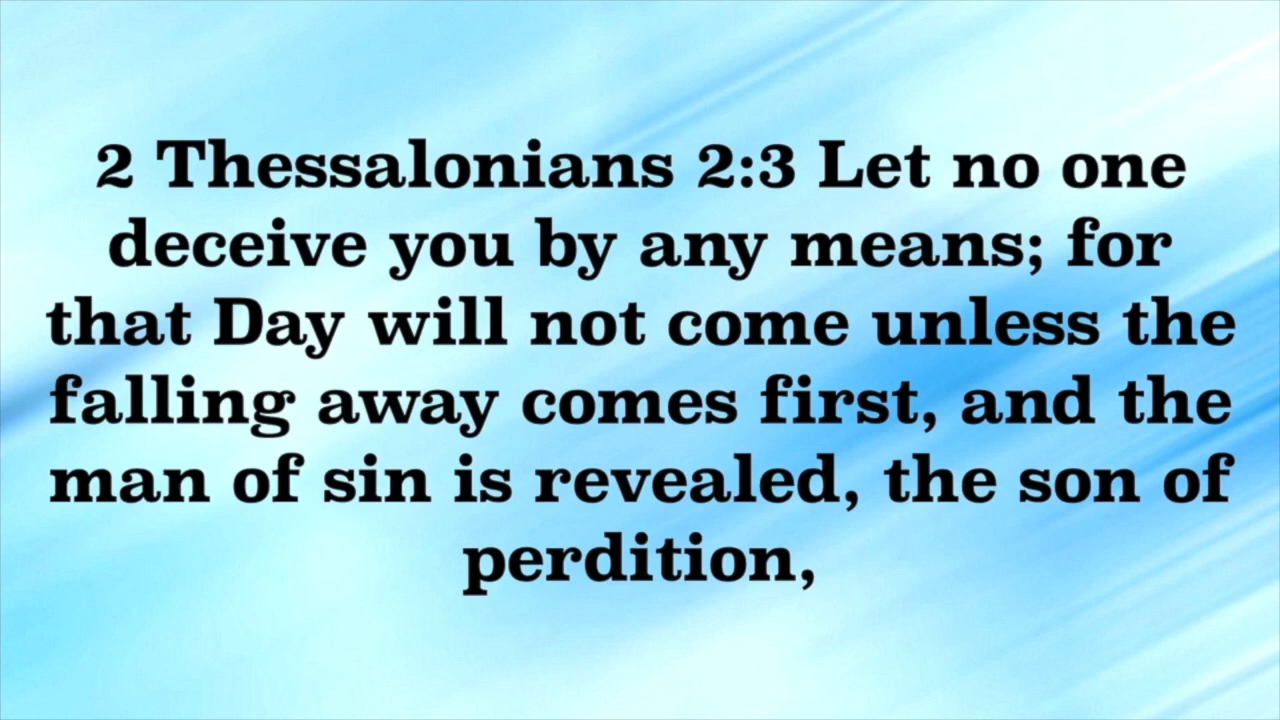 2 Thessalonians 2:3 Let no one
deceive you by any means; for
that Day will not come unless the
falling away comes first, and the
man of sin is revealed, the son of
perdition,